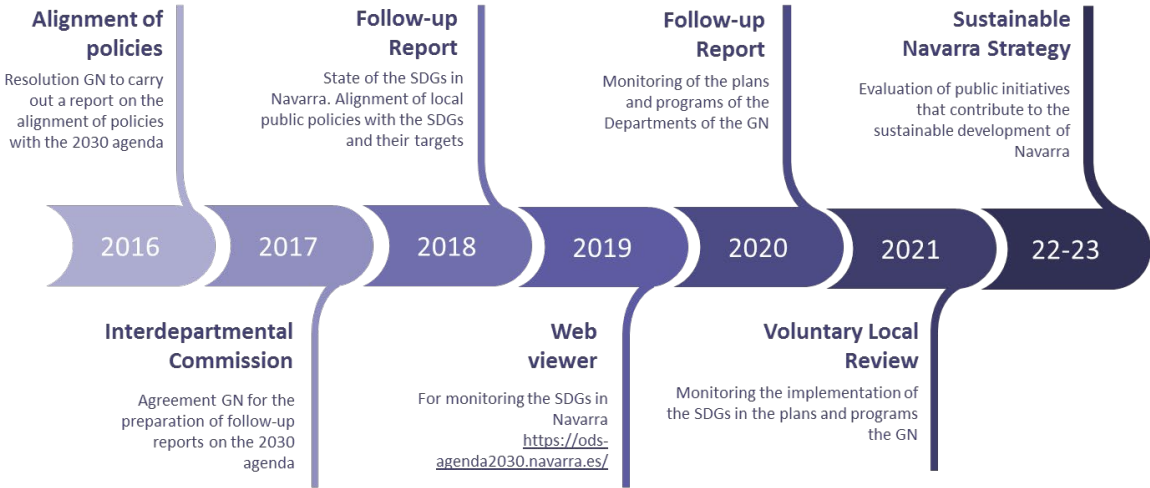 Alignment of
policies
Resolution GN to carry
out a report on the
alignment of policies
with the 2030 agenda
Follow-up
Report
State of the SDGs in
Navarra. Alignment of local
public policies with the SDGs
and their targets
Follow-up
Report
Monitoring of the plans
and programs of the
Departments of the GN
Sustainable
Navarra Strategy
Evaluation of public initiatives
that contribute to the
sustainable development of
Navarra
2016
2017
2018
2019
2020
2021
22-23
Interdepartmental
Commission
Agreement GN for the
preparation of follow-up
reports on the 2030
agenda
Web
viewer
For monitoring the SDGs in
Navarra
https://ods-
agenda2030.navarra.es/
Voluntary Local
Review
Monitoring the implementation of
the SDGs in the plans and programs
the GN